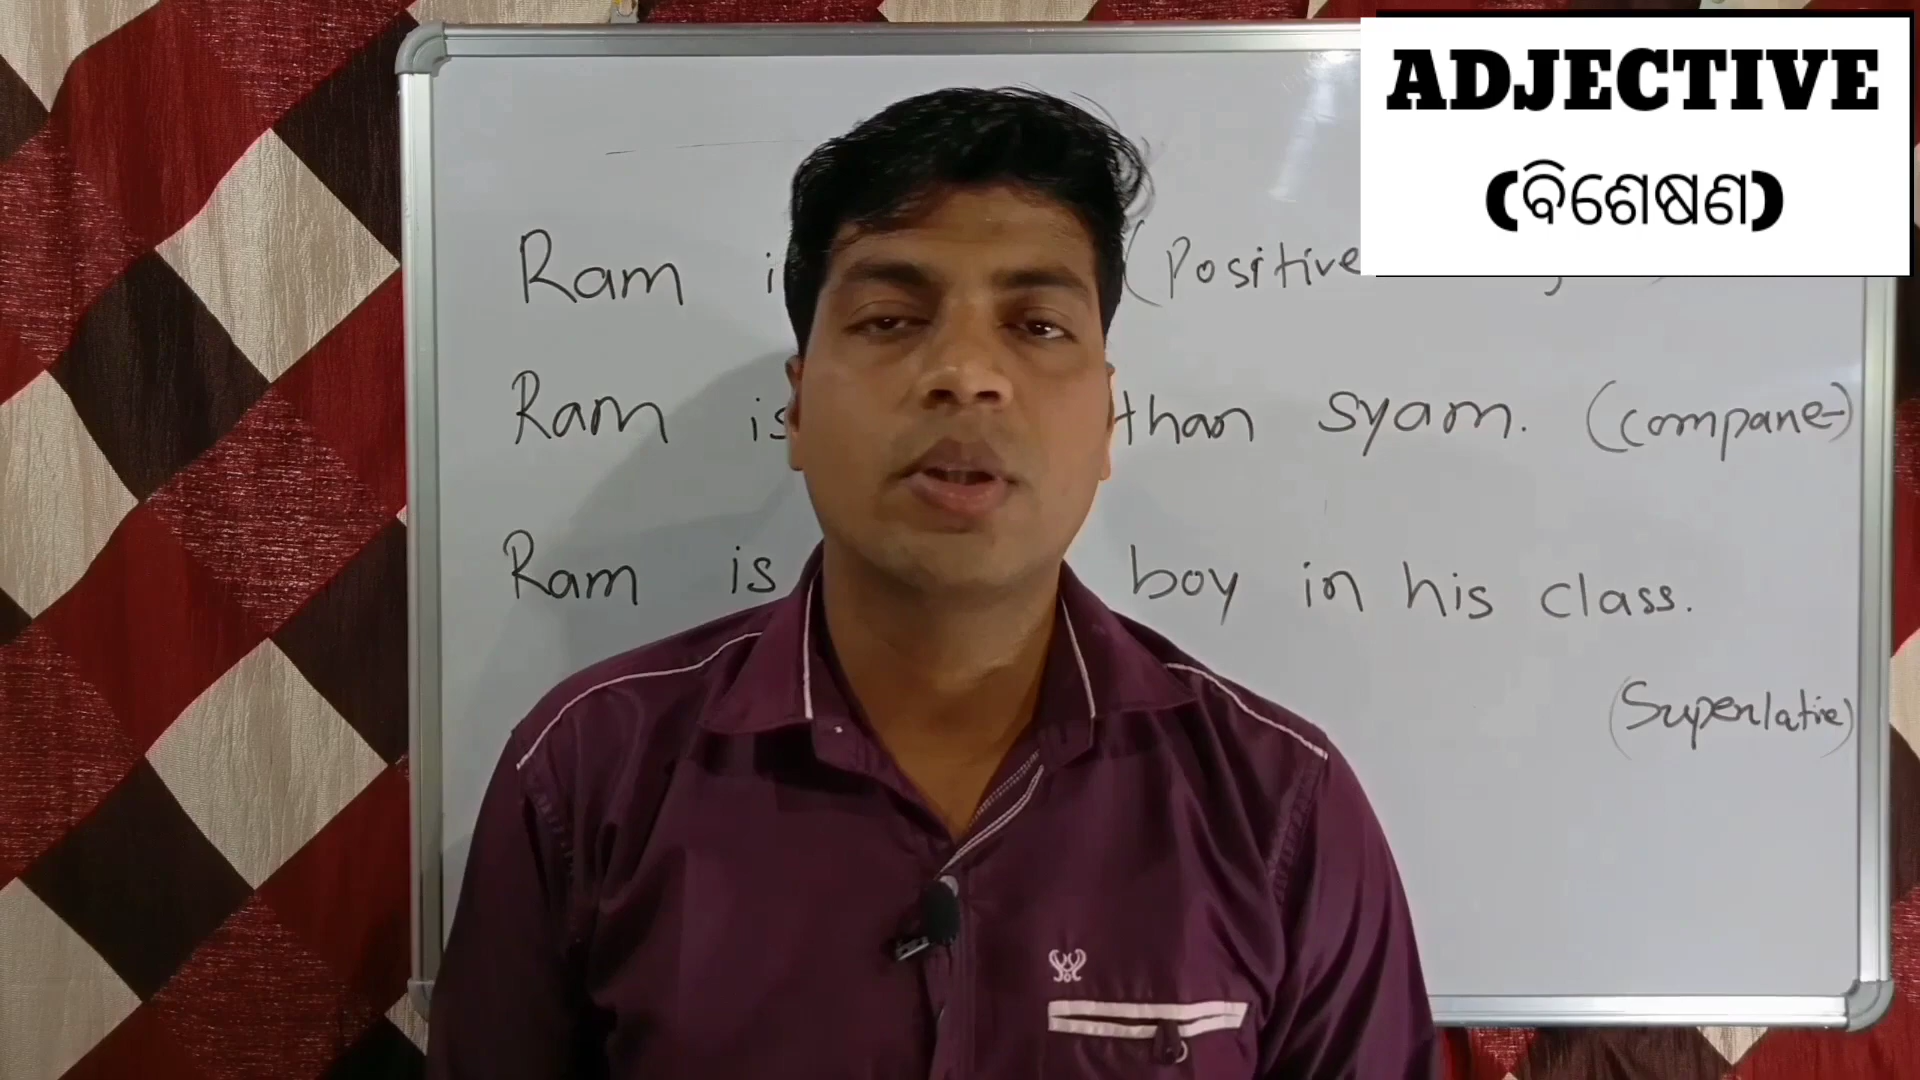 ADJECTIVE
(ବିଶେଷଣ)
Ram (Positive
Ram is than syam. (compare-)
Ram is boy in his class.
(Superlative)